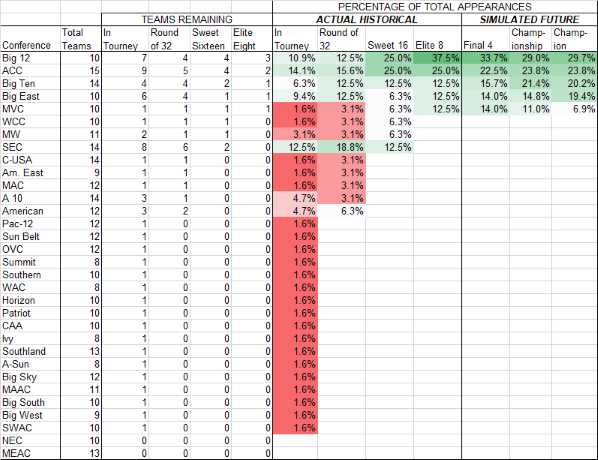 PERCENTAGE OF TOTAL APPEARANCES
TEAMS REMAINING ACTUAL HISTORICAL SIMULATED FUTURE
Total In Round Sweet Elite In Round of Champ- Champ-
Conference Teams Tourney of 32 Sixteen Eight Tourney 32 Sweet 16 Elite 8 Final 4 ionship ion
Big 12 10 7 4 4 3 10.9% 12.5% 25.0% 37.5% 33.7% 29.0% 29.7%
ACC 15 9 5 4 2 14.1% 15.6% 25.0% 25.0% 22.5% 23.8% 23.8%
Big Ten 14 4 4 2 1 6.3% 12.5% 12.5% 12.5% 15.7% 21.4% 20.2%
Big East 10 6 4 1 1 9.4% 12.5% 6.3% 12.5% 14.0% 14.8% 19.4%
MVC 10 1 1 1 1 1.6% 3.1% 6.3% 12.5% 14.0% 11.0% 6.9%
WCC 10 1 1 1 0 1.6% 3.1% 6.3%
MW 11 2 1 1 0 3.1% 3.1% 6.3%
SEC 14 8 6 2 0 12.5% 18.8% 12.5%
C-USA 14 1 1 0 0 1.6% 3.1%
Am. East 9 1 1 0 0 1.6% 3.1%
MAC 12 1 1 0 0 1.6% 3.1%
A 10 14 3 1 0 0 4.7% 3.1%
American 12 3 2 0 0 4.7% 6.3%
Pac-12 12 1 0 0 0 1.6%
Sun Belt 12 1 0 0 0 1.6%
OVC 12 1 0 0 0 1.6%
Summit 8 1 0 0 0 1.6%
Southern 10 1 0 0 0 1.6%
WAC 8 1 0 0 0 1.6%
Horizon 10 1 0 0 0 1.6%
Patriot 10 1 0 0 0 1.6%
CAA 10 1 0 0 0 1.6%
Ivy 8 1 0 0 0 1.6%
Southland 13 1 0 0 0 1.6%
A-Sun 8 1 0 0 0 1.6%
Big Sky 12 1 0 0 0 1.6%
MAAC 11 1 0 0 0 1.6%
Big South 10 1 0 0 0 1.6%
Big West 9 1 0 0 0 1.6%
SWAC 10 1 0 0 0 1.6%
NEC 10 0 0 0 0
MEAC 13 0 0 0 0